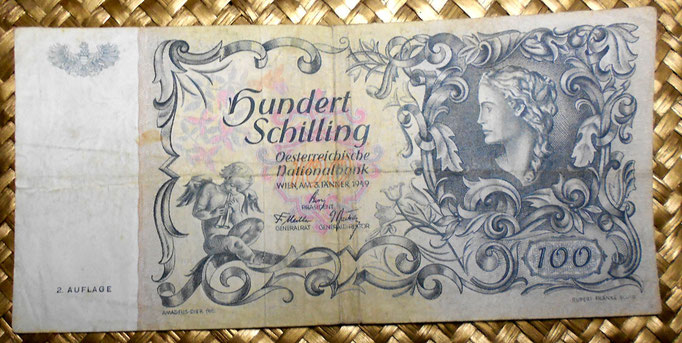 Hundert
Schilling
Oesterreichische
Nationalbank
WIEN, AM 3. JÄNNER 1949
PRÄSIDENT
GENERALRAT GENERALDIREKTOR
100
2. AUFLAGE